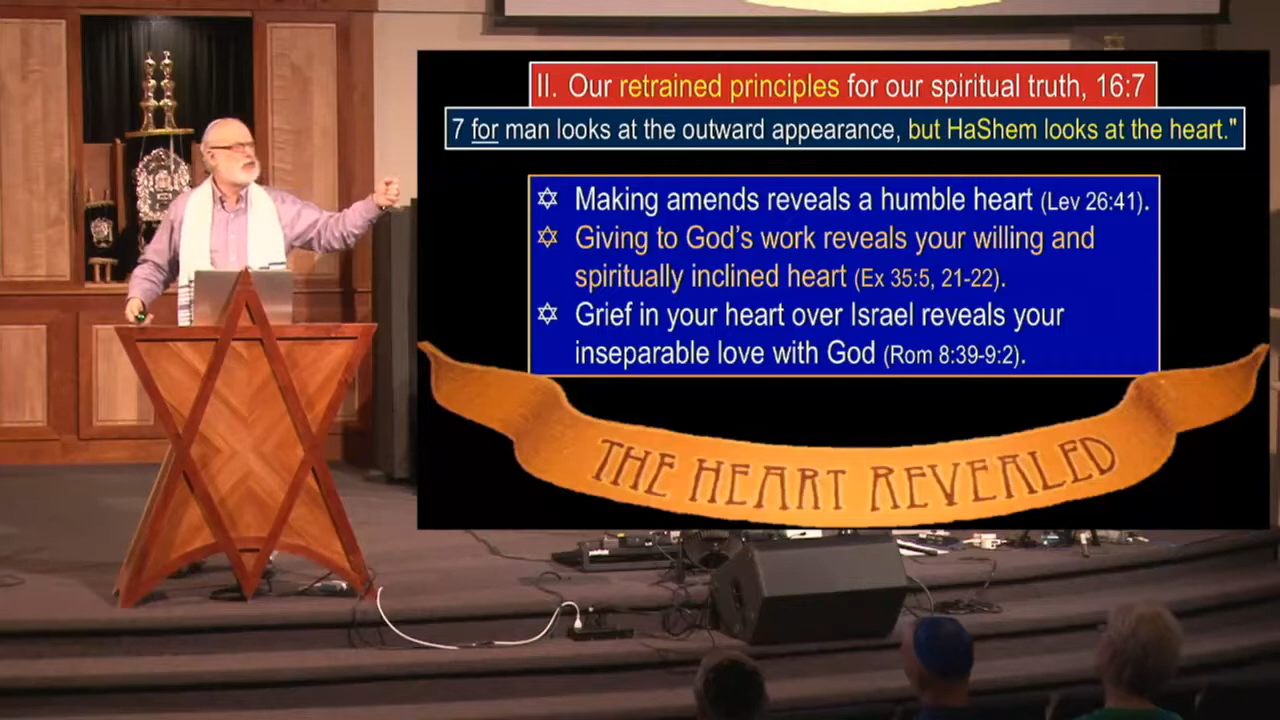 II. Our retrained principles for our spiritual truth, 16:7
7 for man looks at the outward appearance, but HaShem looks at the heart."
✡ Making amends reveals a humble heart (Lev 26:41).
✡ Giving to God's work reveals your willing and
spiritually inclined heart (Ex 35:5, 21-22).
✡ Grief in your heart over Israel reveals your
inseparable love with God (Rom 8:39-9:2).
THE HEART REVEALED